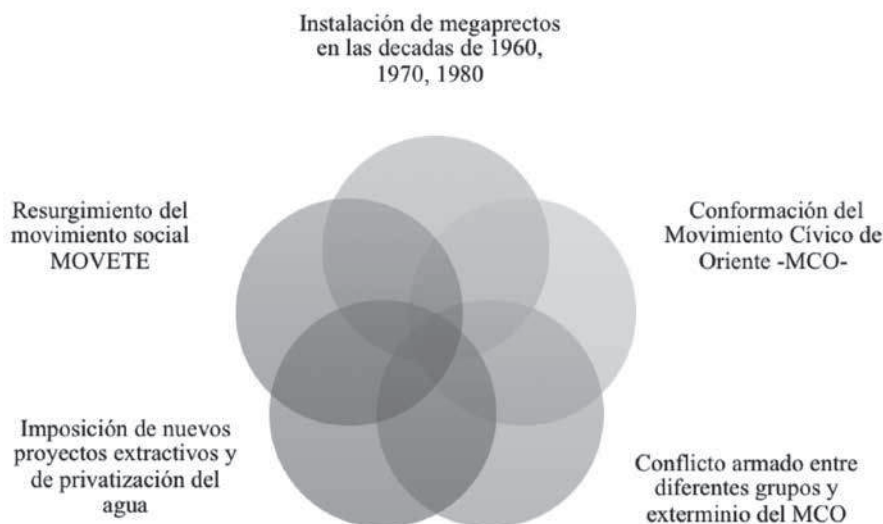 Instalación de megaprectos
en las decadas de 1960,
1970, 1980
Conformación del
Movimiento Cívico de
Oriente -MCO-
Conflicto armado entre
diferentes grupos y
exterminio del MCO
Imposición de nuevos
proyectos extractivos y
de privatización del
agua
Resurgimiento del
movimiento social
MOVETE